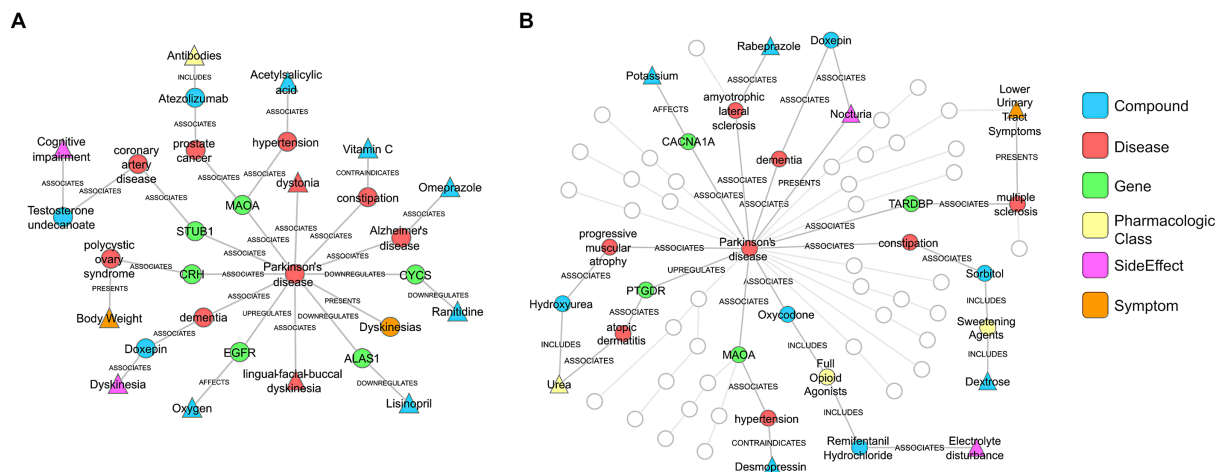 A
Antibodies
INCLUDES
Atezolizumab
ASSOCIATES
prostate
cancer
ASSOCIATES
Acetylsalicylic
acid
ASSOCIATES
hypertension
ASSOCIATES
MAOA
ASSOCIATES
Cognitive
impairment
ASSOCIATES
Testosterone
undecanoate
ASSOCIATES
coronary
artery
disease
ASSOCIATES
STUB1
ASSOCIATES
dystonia
ASSOCIATES
Vitamin C
CONTRAINDICATES
constipation
ASSOCIATES
Omeprazole
ASSOCIATES
Alzheimer's
disease
ASSOCIATES
polycystic
ovary
syndrome
ASSOCIATES
CRH
ASSOCIATES
PRESENTS
Body Weight
Parkinson's
disease
DOWNREGULATES
CYCS
DOWNREGULATES
Ranitidine
ASSOCIATES
dementia
ASSOCIATES
Doxepin
ASSOCIATES
Dyskinesia
UPREGULATES
EGFR
AFFECTS
Oxygen
ASSOCIATES
lingual-facial-buccal
dyskinesia
PRESENTS
Dyskinesias
DOWNREGULATES
ALAS1
DOWNREGULATES
Lisinopril
B
Potassium
AFFECTS
CACNA1A
ASSOCIATES
Rabeprazole
ASSOCIATES
amyotrophic
lateral
sclerosis
ASSOCIATES
Doxepin
ASSOCIATES
ASSOCIATES
Nocturia
PRESENTS
dementia
ASSOCIATES
Lower
Urinary
Tract
Symptoms
PRESENTS
multiple
sclerosis
ASSOCIATES
TARDBP
ASSOCIATES
progressive
muscular
atrophy
ASSOCIATES
Parkinson's
disease
ASSOCIATES
constipation
ASSOCIATES
Sorbitol
INCLUDES
Sweetening
Agents
INCLUDES
Dextrose
ASSOCIATES
Hydroxyurea
INCLUDES
Urea
UPREGULATES
PTGDR
ASSOCIATES
atopic
dermatitis
ASSOCIATES
ASSOCIATES
MAOA
ASSOCIATES
hypertension
CONTRAINDICATES
Desmopressin
ASSOCIATES
Oxycodone
INCLUDES
Full
Opioid
Agonists
INCLUDES
Remifentanil
Hydrochloride
ASSOCIATES
Electrolyte
disturbance
Compound
Disease
Gene
Pharmacologic
Class
SideEffect
Symptom